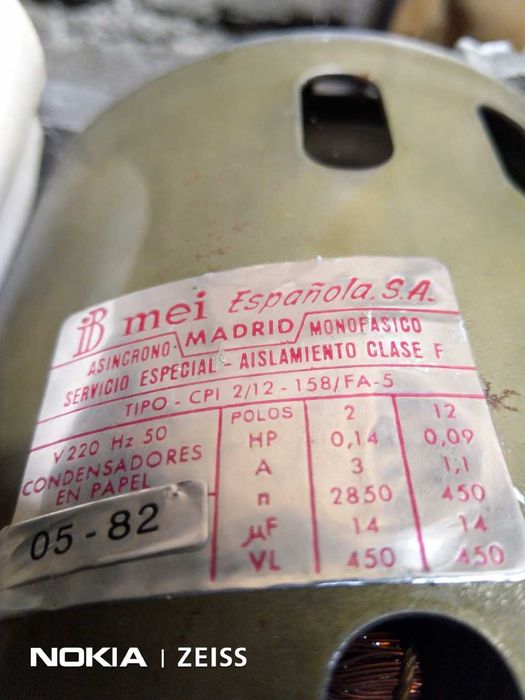 iB mei Española. S.A.
ASINCRONO - MADRID / MONOFASICO
SERVICIO ESPECIAL - AISLAMIENTO CLASE F
TIPO - CPI 2/12 - 158/FA-5
V 220 Hz 50
CONDENSADORES
EN PAPEL
05-82
POLOS 2 12
HP 0,14 0,09
A 3 1,1
n 2850 450
µF 14 14
VL 450 450
NOKIA | ZEISS